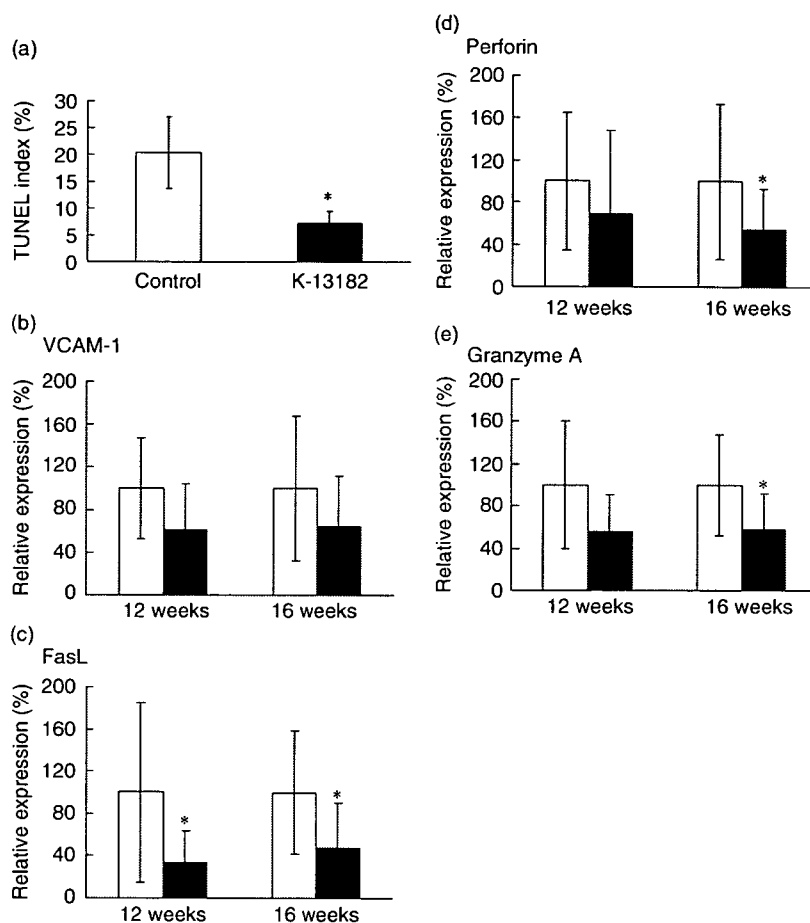 (a)
TUNEL index (%)
30
25
20
15
10
5
0
*
Control
K-13182
(b)
VCAM-1
Relative expression (%)
200
160
120
80
40
0
12 weeks
16 weeks
(c)
FasL
Relative expression (%)
200
160
120
80
40
0
*
*
12 weeks
16 weeks
(d)
Perforin
Relative expression (%)
200
160
120
80
40
0
*
12 weeks
16 weeks
(e)
Granzyme A
Relative expression (%)
200
160
120
80
40
0
*
12 weeks
16 weeks